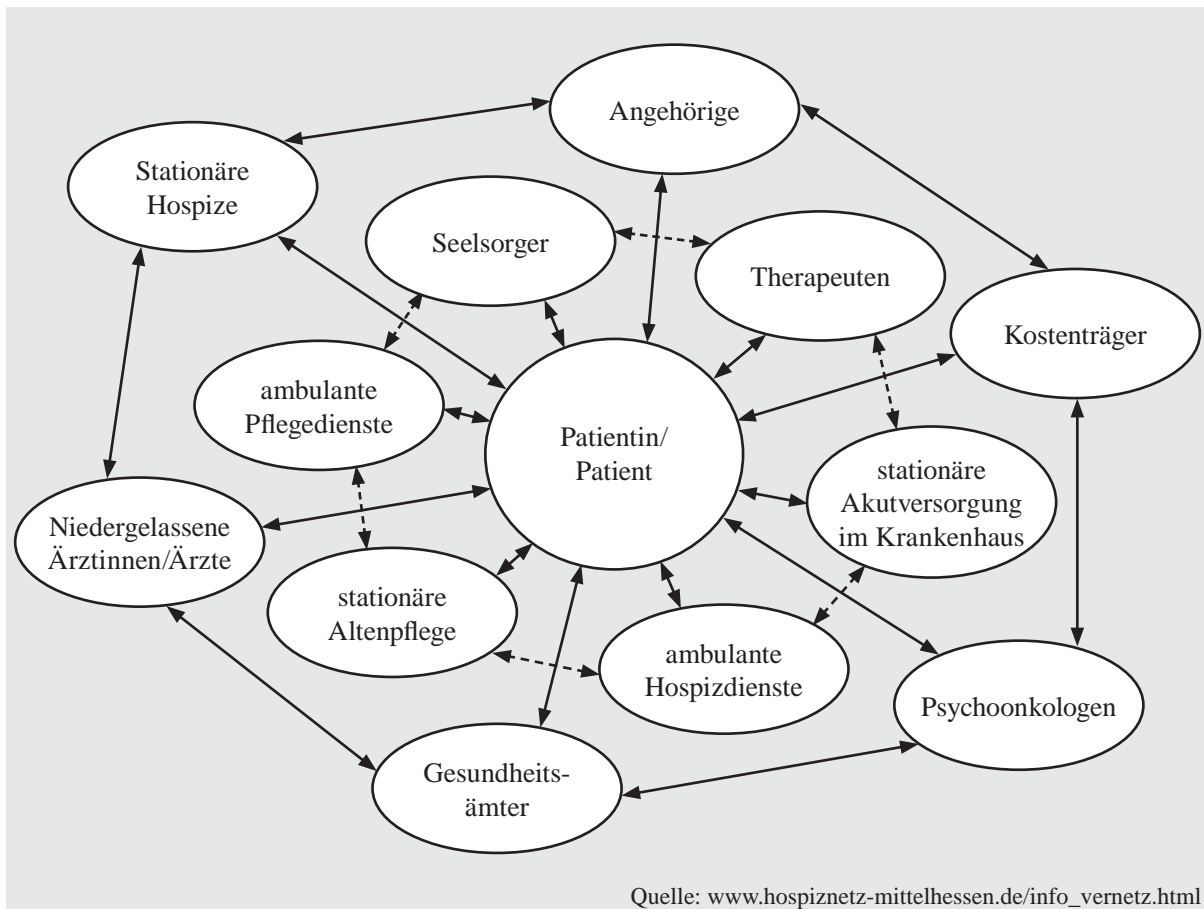 Angehörige
Stationäre
Hospize
Seelsorger
Therapeuten
Kostenträger
ambulante
Pflegedienste
Patientin/
Patient
stationäre
Akutversorgung
im Krankenhaus
Niedergelassene
Ärztinnen/Ärzte
stationäre
Altenpflege
ambulante
Hospizdienste
Psychoonkologen
Gesundheits-
ämter
Quelle: www.hospiznetz-mittelhessen.de/info_vernetz.html